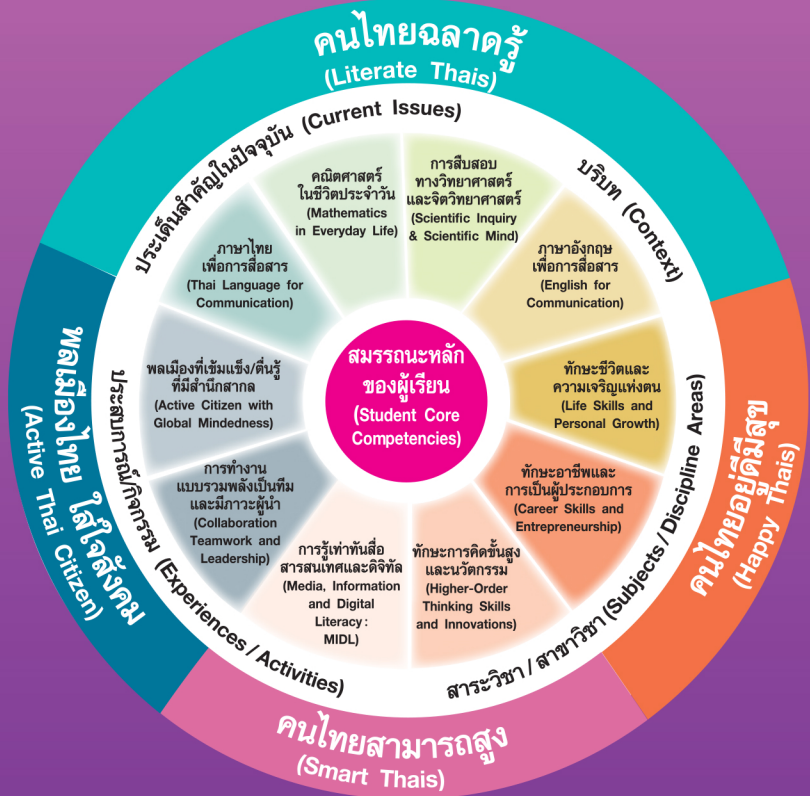 คนไทยฉลาดรู้
(Literate Thais)
ประเด็นสำคัญในปัจจุบัน (Current Issues)
บริบท (Context)
คณิตศาสตร์
ในชีวิตประจำวัน
(Mathematics
in Everyday Life)
การสืบสอบ
ทางวิทยาศาสตร์
และจิตวิทยาศาสตร์
(Scientific Inquiry
& Scientific Mind)
ภาษาไทย
เพื่อการสื่อสาร
(Thai Language for
Communication)
ภาษาอังกฤษ
เพื่อการสื่อสาร
(English for
Communication)
พลเมืองที่เข้มแข็ง/ตื่นรู้
ที่มีสำนึกสากล
(Active Citizen with
Global Mindedness)
สมรรถนะหลัก
ของผู้เรียน
(Student Core
Competencies)
ทักษะชีวิตและ
ความเจริญแห่งตน
(Life Skills and
Personal Growth)
การทำงาน
แบบรวมพลังเป็นทีม
และมีภาวะผู้นำ
(Collaboration
Teamwork and
Leadership)
ทักษะอาชีพและ
การเป็นผู้ประกอบการ
(Career Skills and
Entrepreneurship)
การรู้เท่าทันสื่อ
สารสนเทศและดิจิทัล
(Media, Information
and Digital
Literacy:
MIDL)
ทักษะการคิดขั้นสูง
และนวัตกรรม
(Higher-Order
Thinking Skills
and Innovations)
พลเมืองไทย ใส่ใจสังคม
(Active Thai Citizen)
ประสบการณ์/กิจกรรม (Experiences/Activities)
สาระวิชา/สาขาวิชา (Subjects/Discipline Areas)
คนไทยอยู่ดีมีสุข
(Happy Thais)
คนไทยสามารถสูง
(Smart Thais)